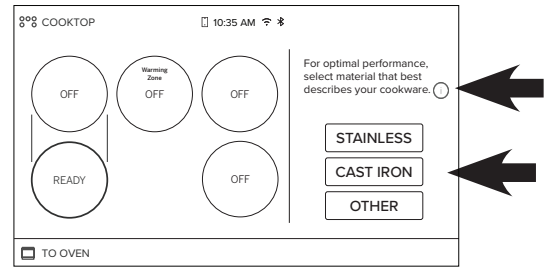 COOKTOP
10:35 AM
OFF
Warming
Zone
OFF
OFF
READY
OFF
For optimal performance,
select material that best
describes your cookware. i
STAINLESS
CAST IRON
OTHER
TO OVEN